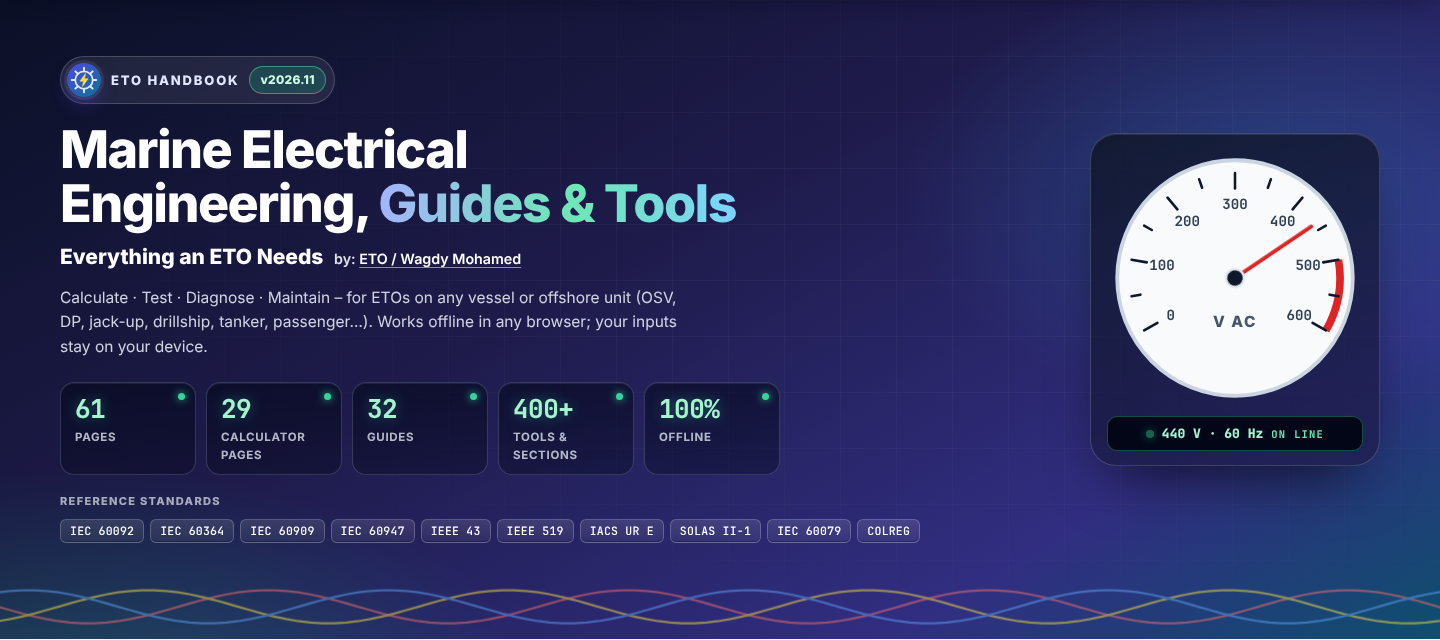 ETO HANDBOOK v2026.11
Marine Electrical
Engineering, Guides & Tools
Everything an ETO Needs by: ETO / Wagdy Mohamed
Calculate · Test · Diagnose · Maintain – for ETOs on any vessel or offshore unit (OSV,
DP, jack-up, drillship, tanker, passenger...). Works offline in any browser; your inputs
stay on your device.
61
PAGES
29
CALCULATOR
PAGES
32
GUIDES
400+
TOOLS &
SECTIONS
100%
OFFLINE
REFERENCE STANDARDS
IEC 60092 IEC 60364 IEC 60909 IEC 60947 IEEE 43 IEEE 519 IACS UR E SOLAS II-1 IEC 60079 COLREG
0 100 200 300 400 500 600
V AC
440 V · 60 Hz ON LINE